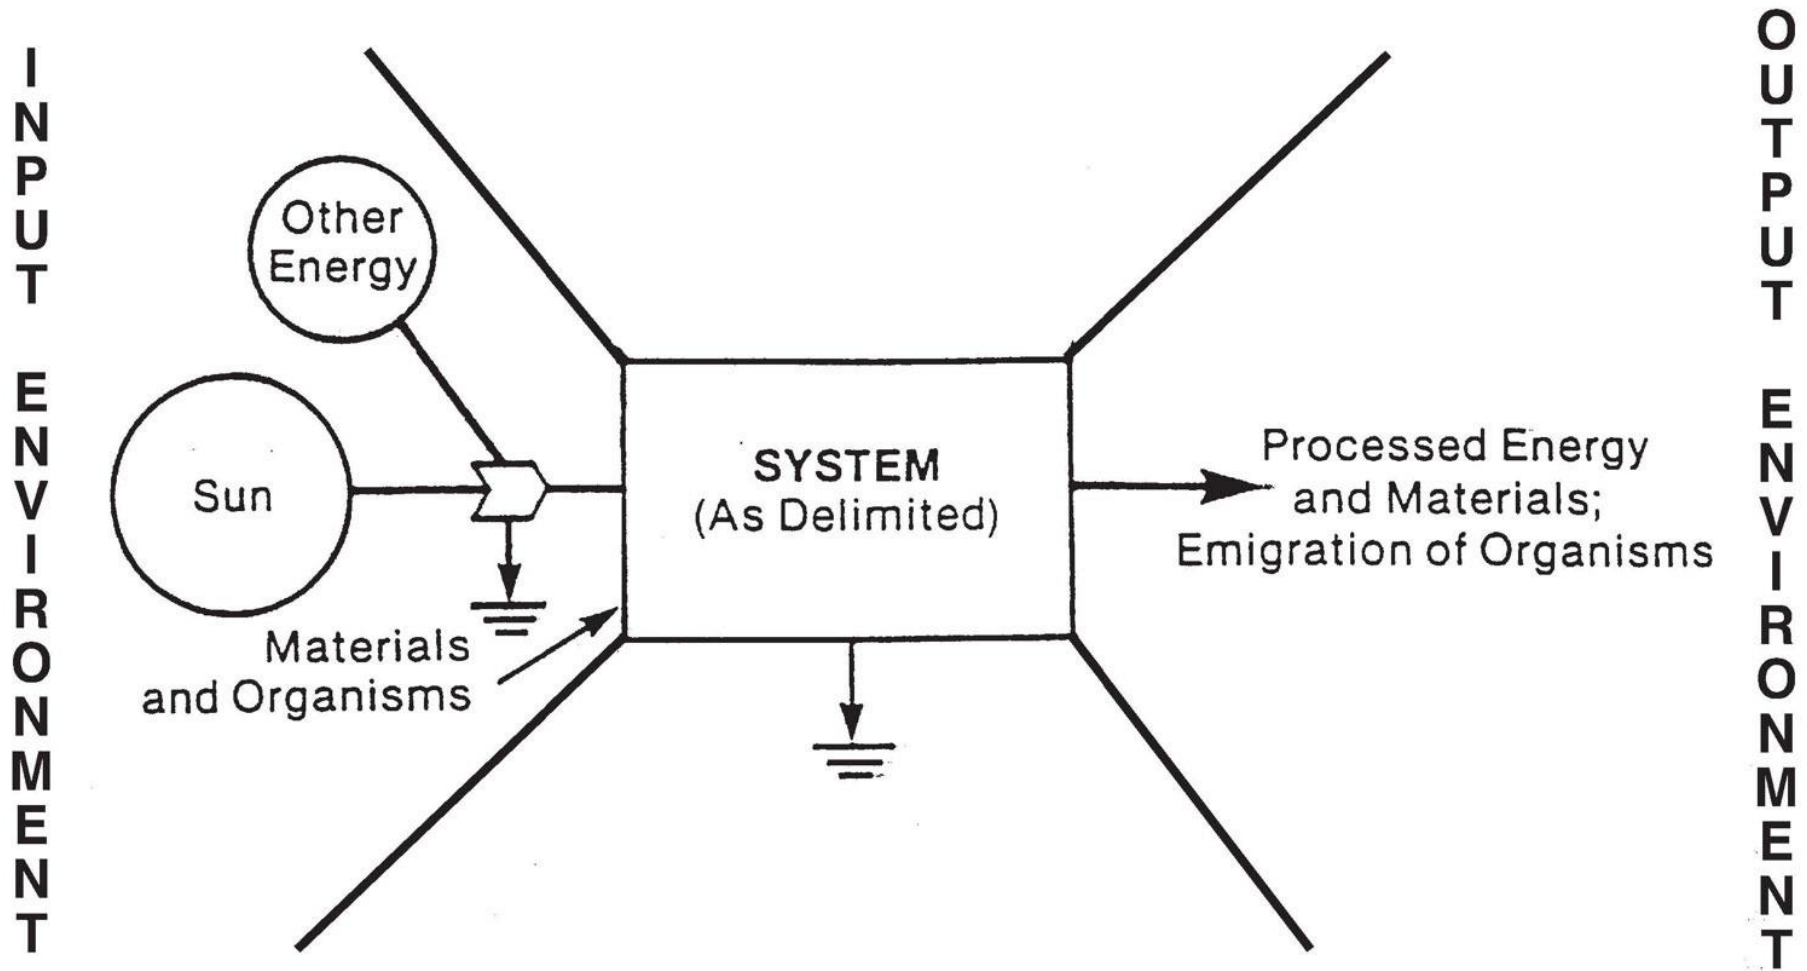 INPUT ENVIRONMENT
Other
Energy
Sun
Materials
and Organisms
SYSTEM
(As Delimited)
Processed Energy
and Materials;
Emigration of Organisms
OUTPUT ENVIRONMENT